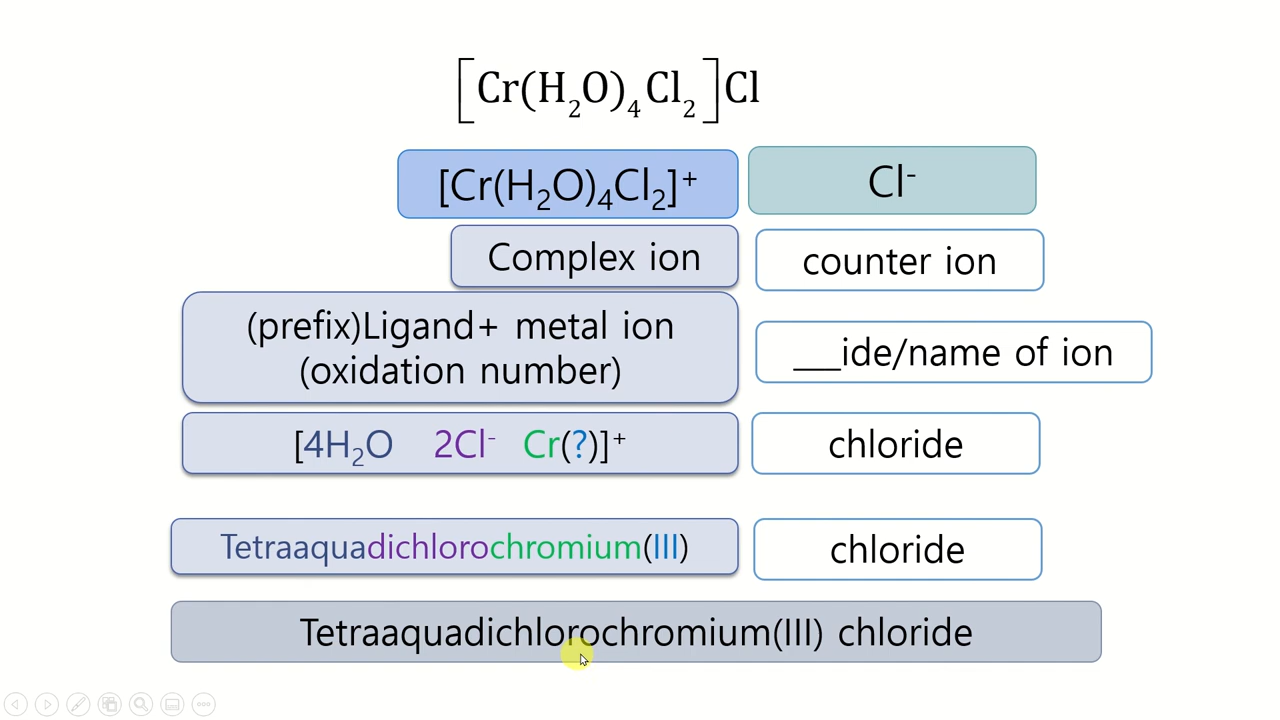 [Cr(H₂O)₄Cl₂]Cl
[Cr(H₂O)₄Cl₂]⁺
Cl⁻
Complex ion
counter ion
(prefix)Ligand+ metal ion
(oxidation number)
___ide/name of ion
[4H₂O 2Cl⁻ Cr(?)]⁺
chloride
Tetraaquadichlorochromium(III)
chloride
Tetraaquadichlorochromium(III) chloride